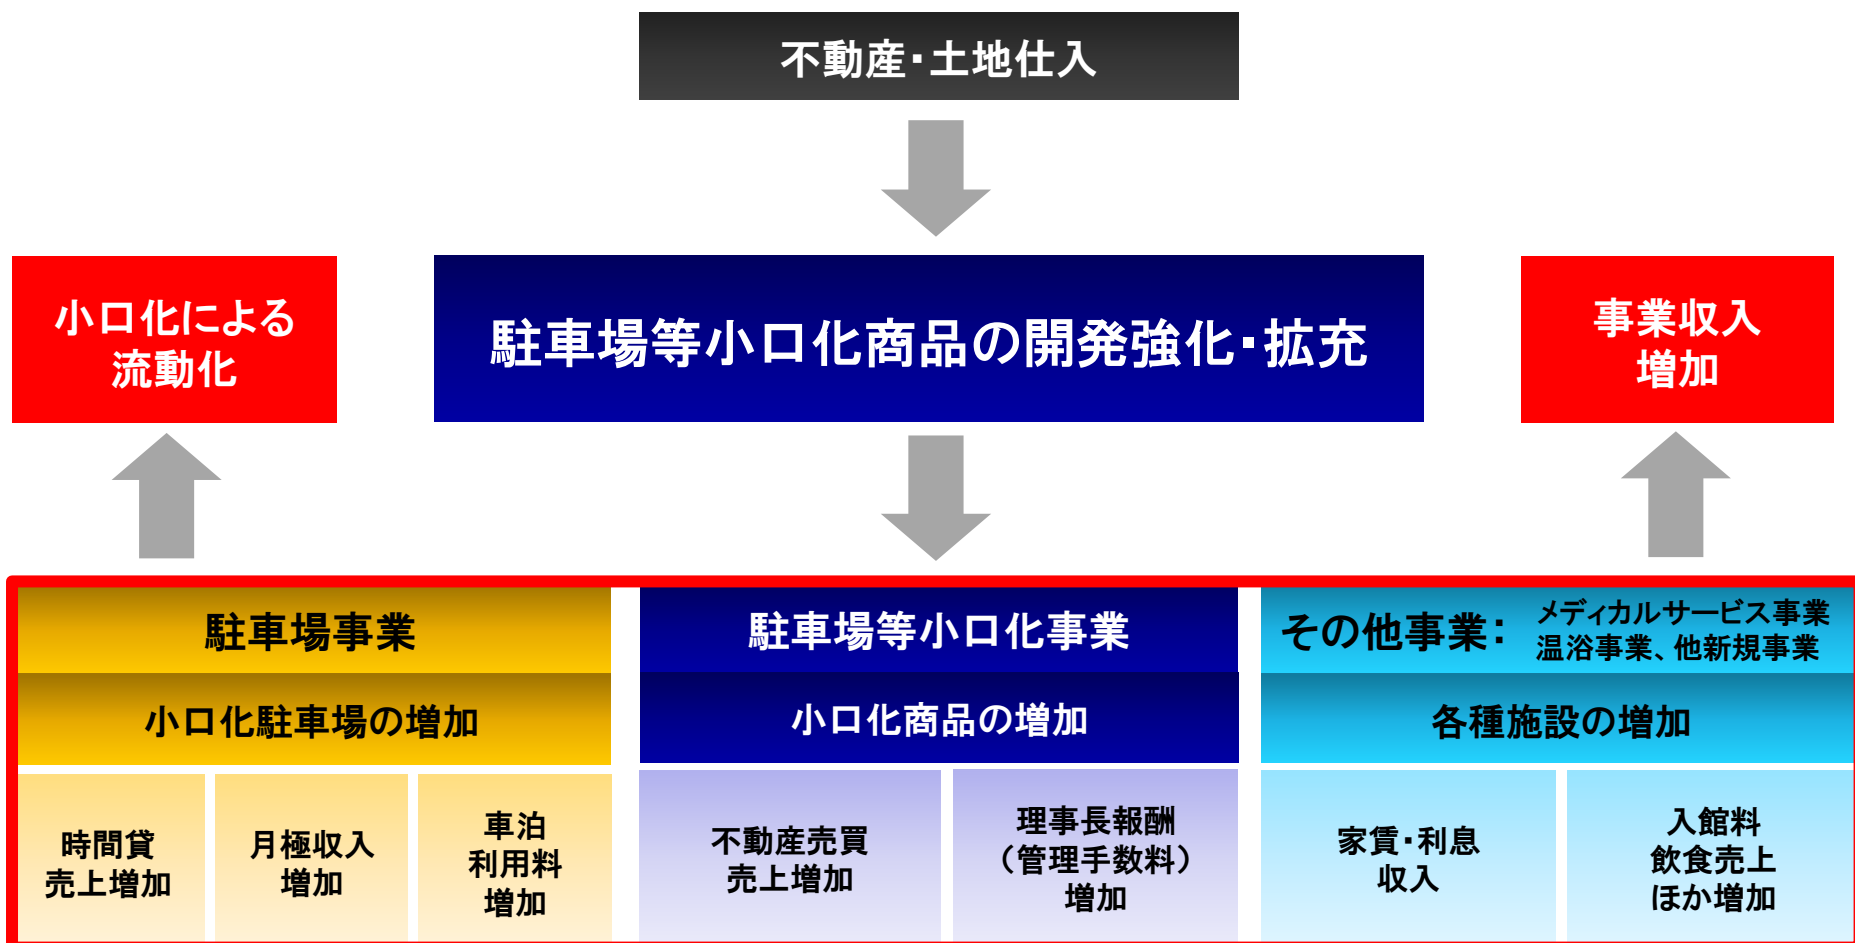 不動産・土地仕入
小口化による
流動化
駐車場等小口化商品の開発強化・拡充
事業収入
増加
駐車場事業
駐車場等小口化事業
その他事業：
メディカルサービス事業
温浴事業、他新規事業
小口化駐車場の増加
小口化商品の増加
各種施設の増加
時間貸
売上増加
月極収入
増加
車泊
利用料
増加
不動産売買
売上増加
理事長報酬
（管理手数料）
増加
家賃・利息
収入
入館料
飲食売上
ほか増加